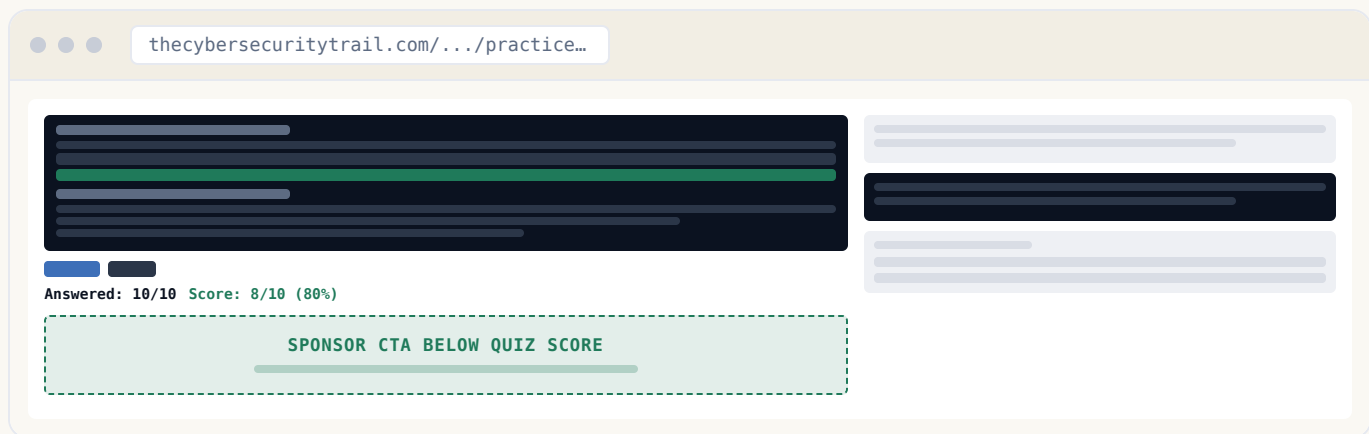 thecybersecuritytrail.com/.../practice…
Answered: 10/10 Score: 8/10 (80%)
SPONSOR CTA BELOW QUIZ SCORE